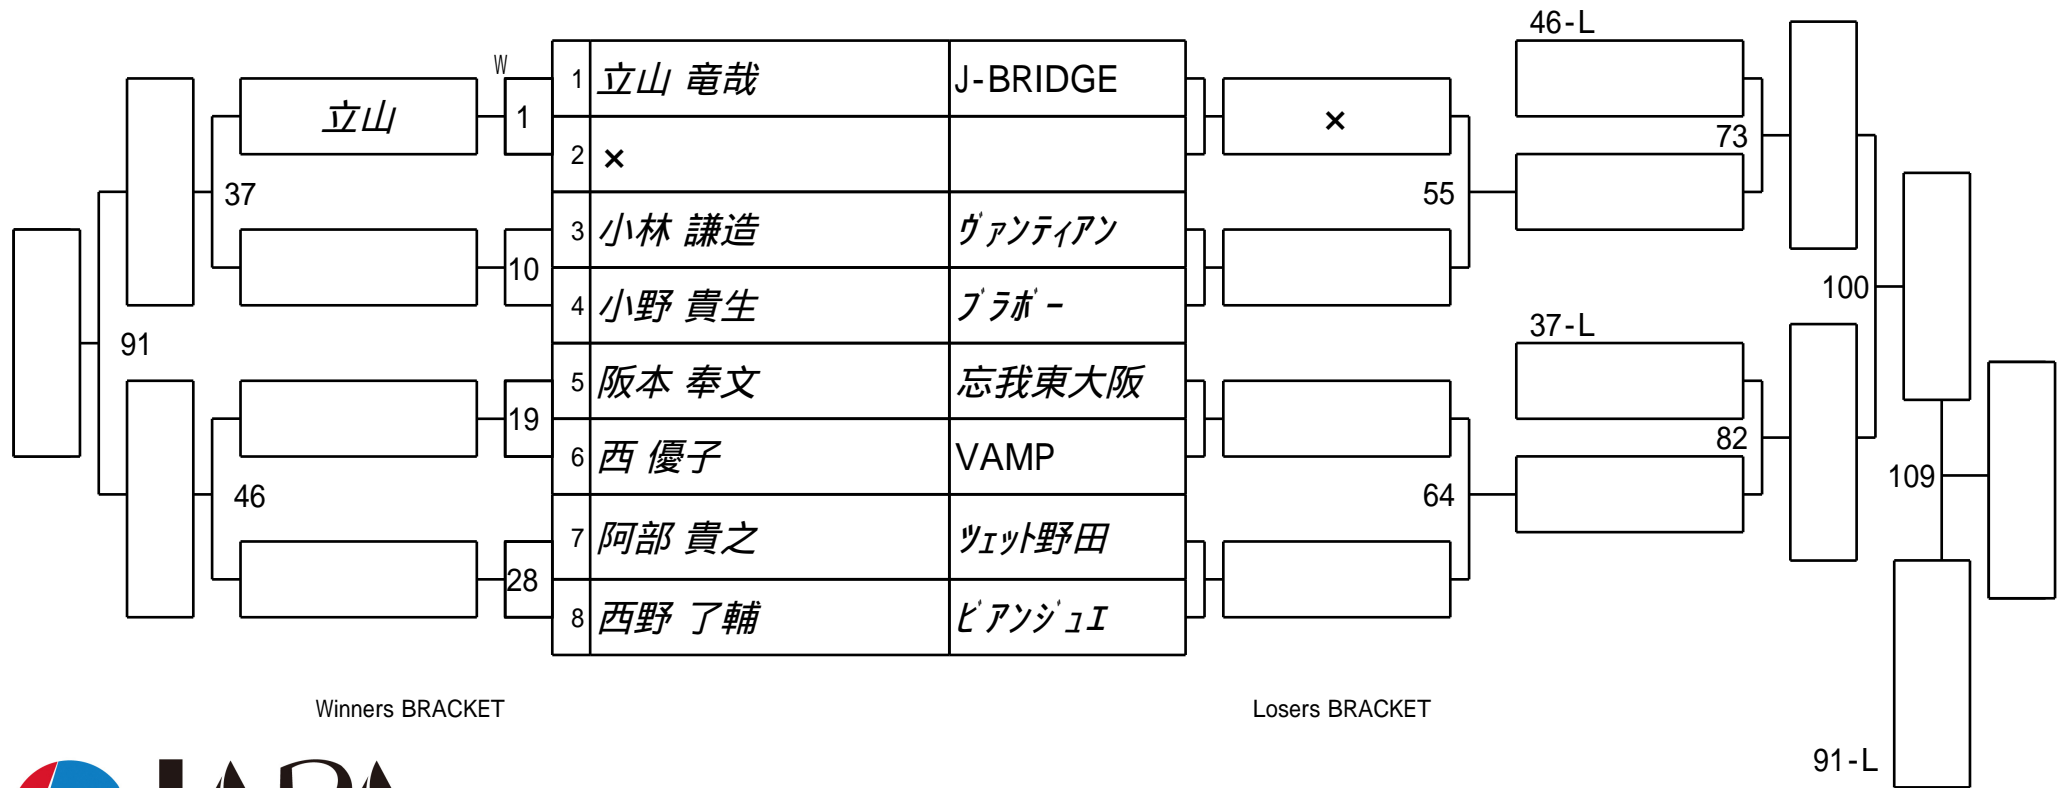 46-L
W
1 立山 竜哉 J-BRIDGE
立山
1
×
73
2 ×
37
55
3 小林 謙造 ヴァンティアン
10
100
4 小野 貴生 ブラボー
37-L
91
5 阪本 奉文 忘我東大阪
19
82
6 西 優子 VAMP
109
46
64
7 阿部 貴之 ツェット野田
28
8 西野 了輔 ビアンジュエ
Winners BRACKET
Losers BRACKET
91-L